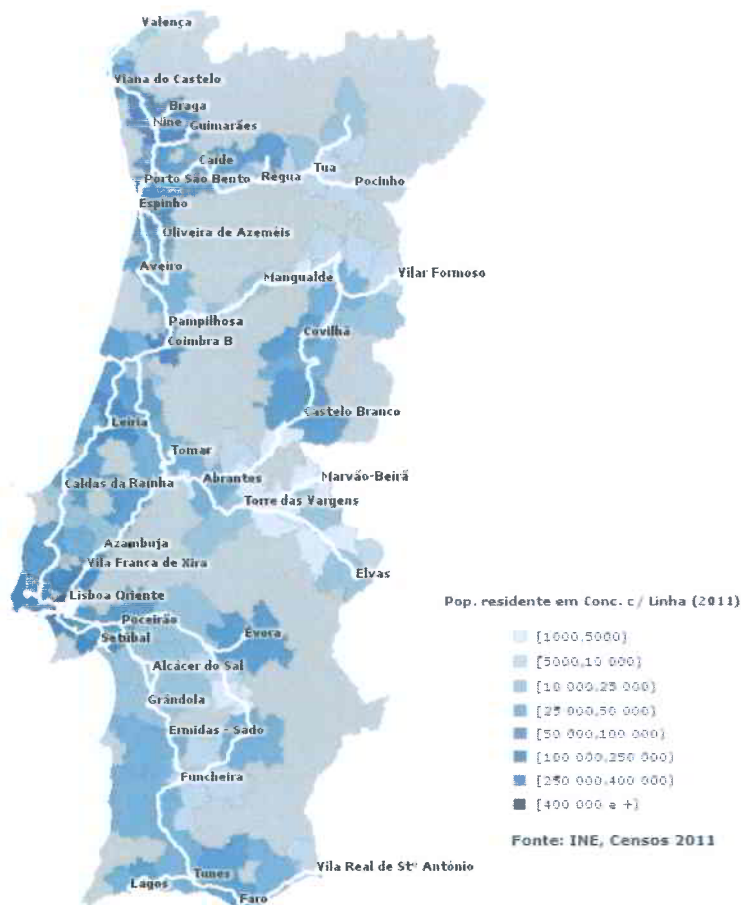 Valença
Viana do Castelo
Braga
Nine
Guimarães
Caíde
Tua
Porto São Bento
Régua
Pocinho
Espinho
Oliveira de Azeméis
Aveiro
Mangualde
Vilar Formoso
Pampilhosa
Covilhã
Coimbra B
Castelo Branco
Leiria
Tomar
Abrantes
Marvão-Beirã
Caldas da Rainha
Torre das Vargens
Azambuja
Vila Franca de Xira
Elvas
Lisboa Oriente
Poceirão
Setúbal
Évora
Alcácer do Sal
Grândola
Ermidas - Sado
Funcheira
Vila Real de Stº António
Tunes
Lagos
Faro
Pop. residente em Conc. c / Linha (2011)
[1000,5000)
[5000,10 000)
[10 000,25 000)
[25 000,50 000)
[50 000,100 000)
[100 000,250 000)
[250 000,400 000)
[400 000 e +)
Fonte: INE, Censos 2011